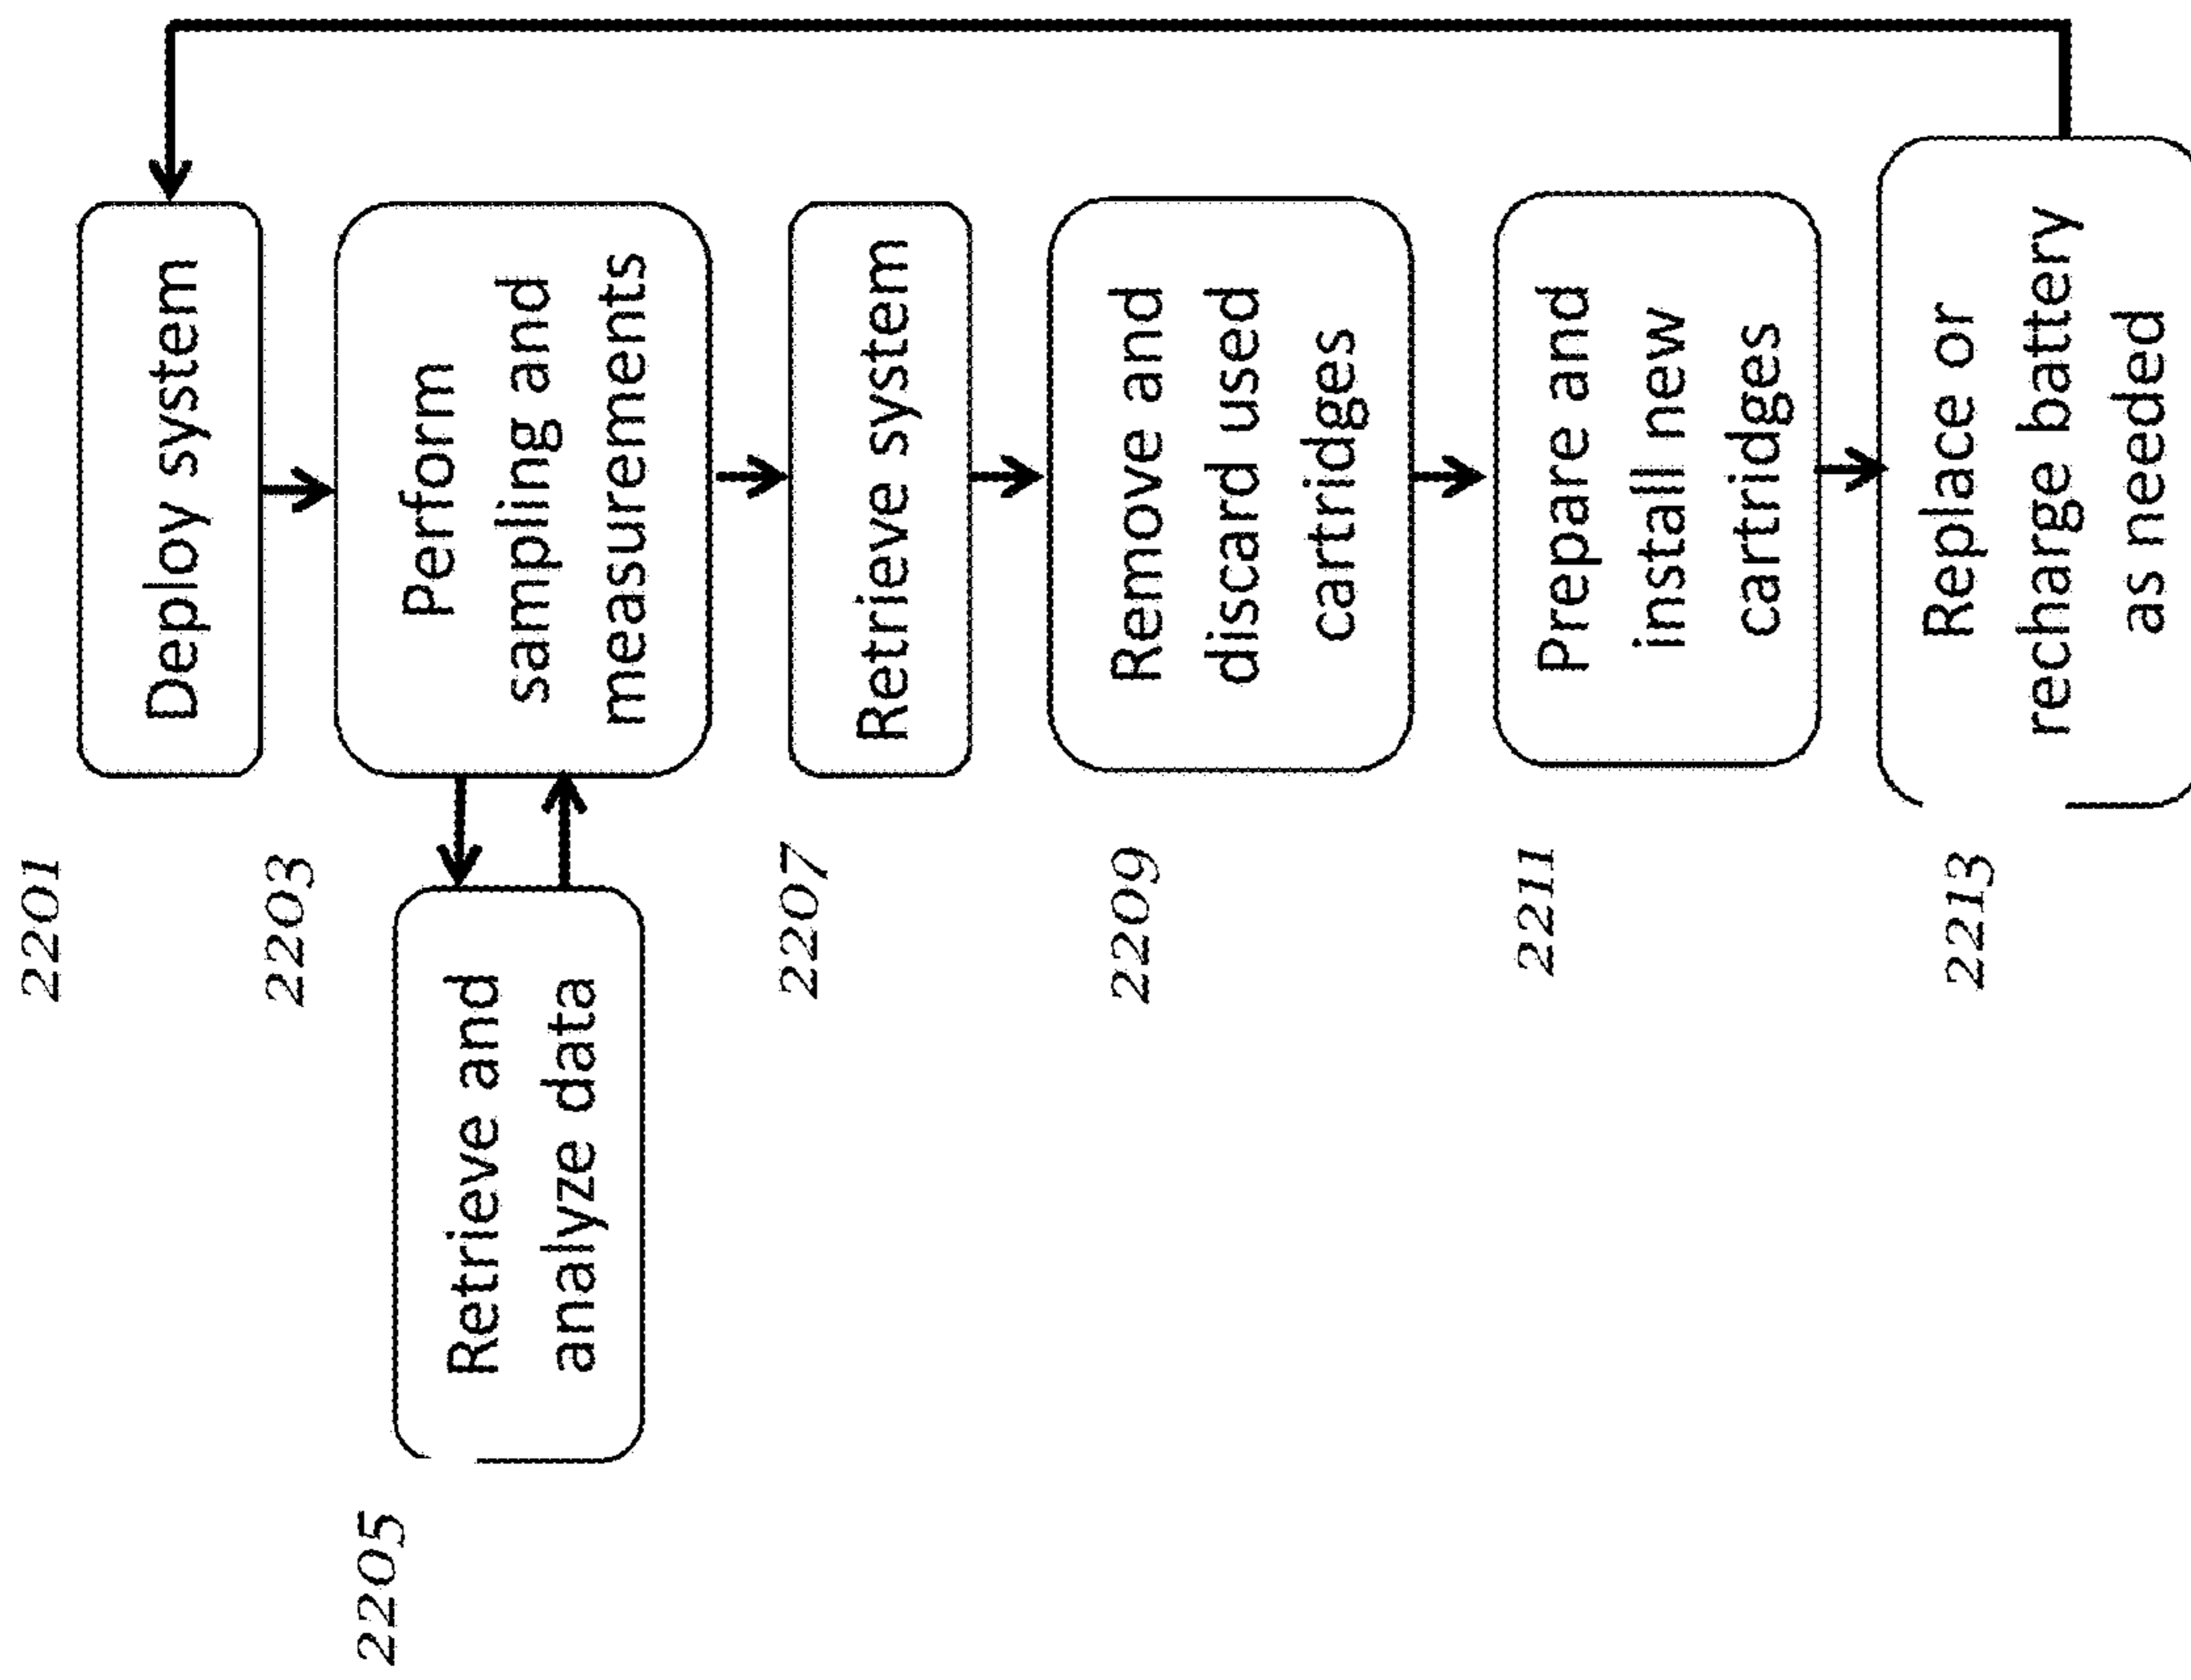 2201
Deploy system
2203
Perform
sampling and
measurements
2205
Retrieve and
analyze data
2207
Retrieve system
2209
Remove and
discard used
cartridges
2211
Prepare and
install new
cartridges
2213
Replace or
recharge battery
as needed